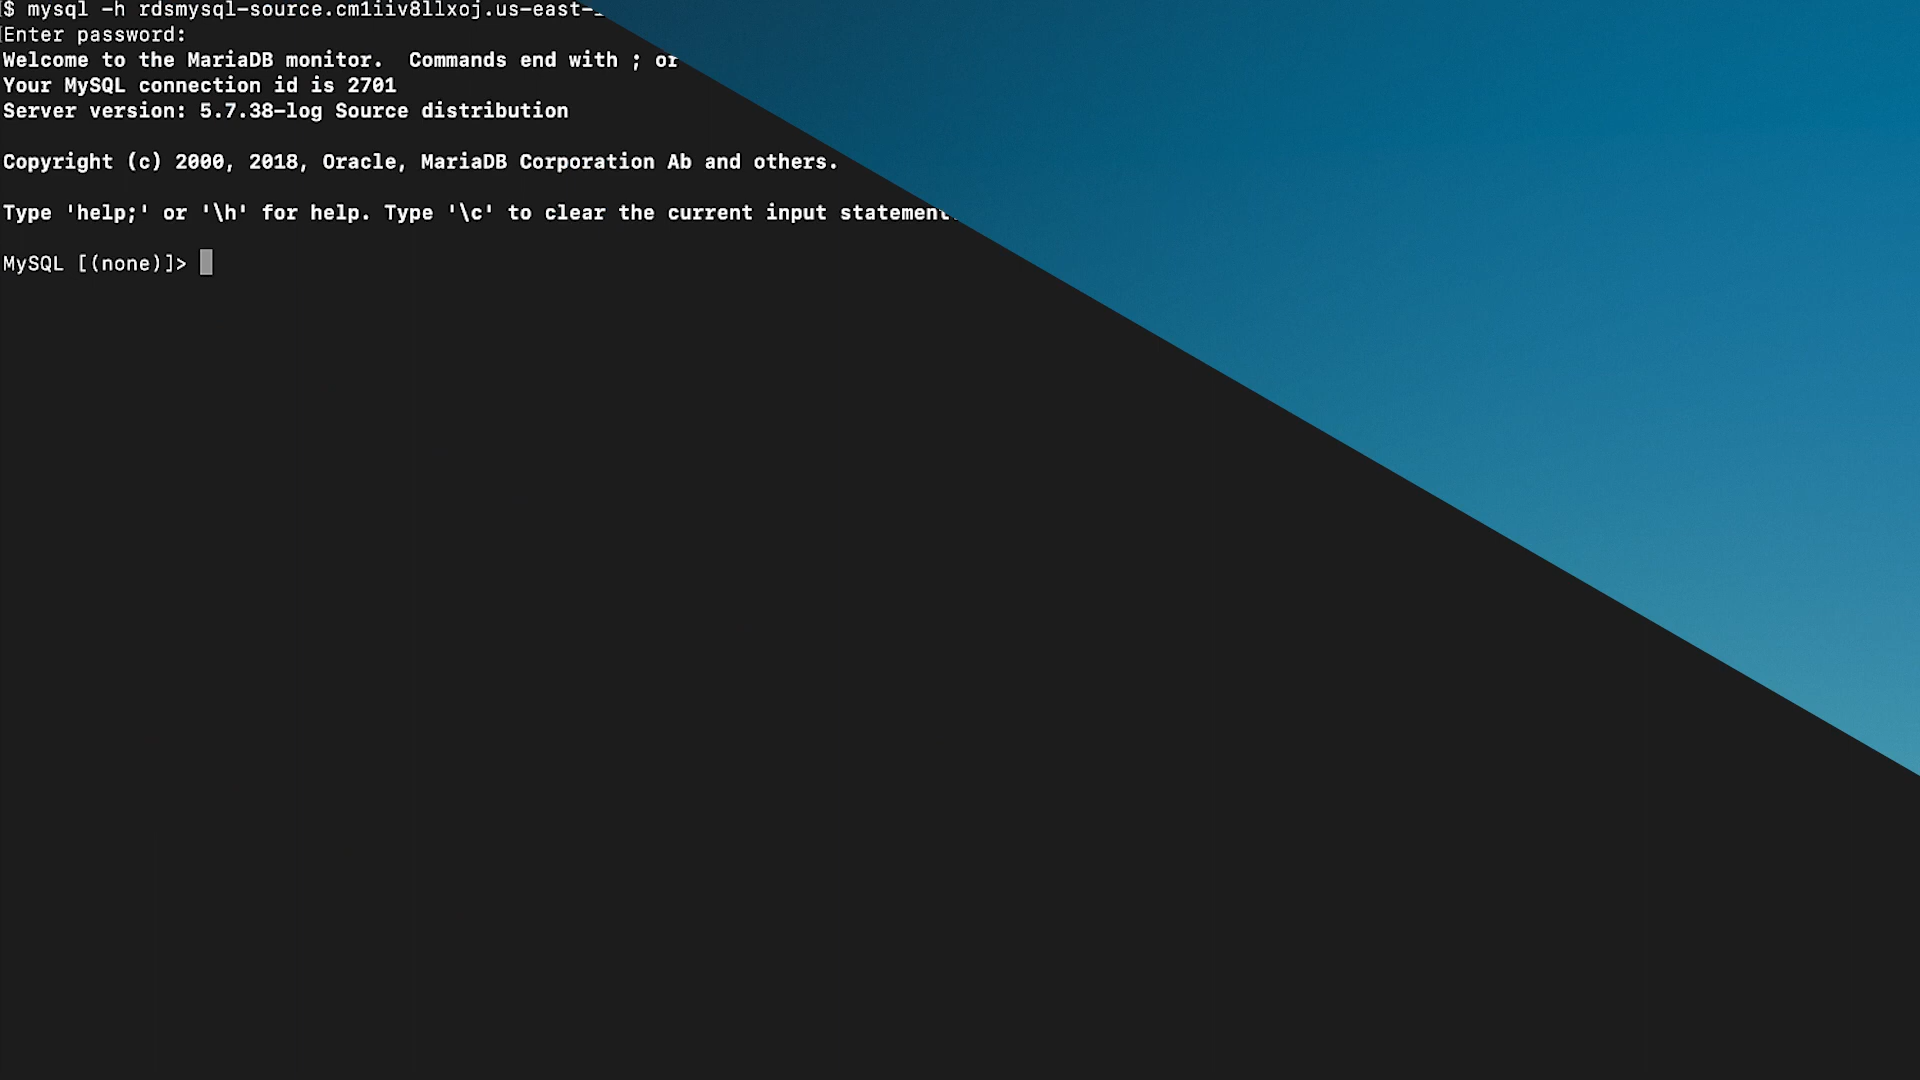 $ mysql -h rdsmysql-source.cm1iiv8llxoj.us-east-
Enter password:
Welcome to the MariaDB monitor.  Commands end with ; or
Your MySQL connection id is 2701
Server version: 5.7.38-log Source distribution
Copyright (c) 2000, 2018, Oracle, MariaDB Corporation Ab and others.
Type 'help;' or '\h' for help. Type '\c' to clear the current input statement.
MySQL [(none)]>